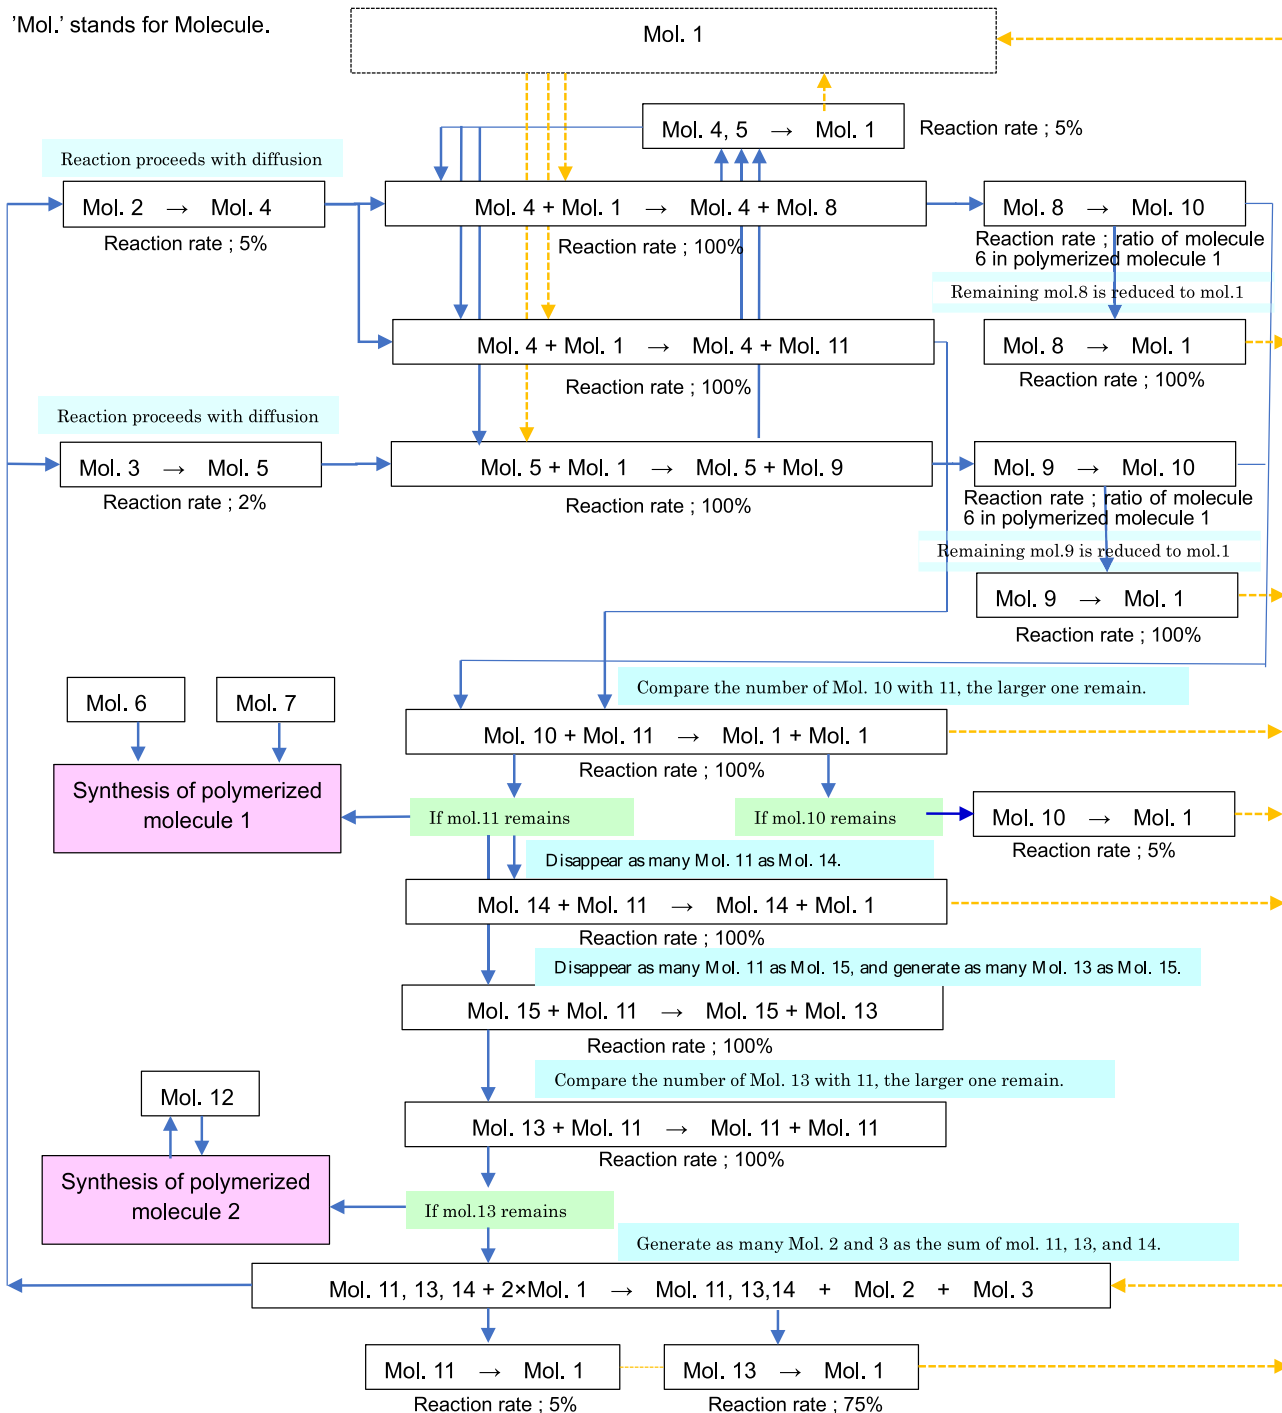 ’Mol.’ stands for Molecule.
Mol. 1
Mol. 4, 5 → Mol. 1
Reaction rate ; 5%
Reaction proceeds with diffusion
Mol. 2 → Mol. 4
Reaction rate ; 5%
Mol. 4 + Mol. 1 → Mol. 4 + Mol. 8
Reaction rate ; 100%
Mol. 8 → Mol. 10
Reaction rate ; ratio of molecule
6 in polymerized molecule 1
Remaining mol.8 is reduced to mol.1
Mol. 4 + Mol. 1 → Mol. 4 + Mol. 11
Reaction rate ; 100%
Mol. 8 → Mol. 1
Reaction rate ; 100%
Reaction proceeds with diffusion
Mol. 3 → Mol. 5
Reaction rate ; 2%
Mol. 5 + Mol. 1 → Mol. 5 + Mol. 9
Reaction rate ; 100%
Mol. 9 → Mol. 10
Reaction rate ; ratio of molecule
6 in polymerized molecule 1
Remaining mol.9 is reduced to mol.1
Mol. 9 → Mol. 1
Reaction rate ; 100%
Compare the number of Mol. 10 with 11, the larger one remain.
Mol. 6
Mol. 7
Mol. 10 + Mol. 11 → Mol. 1 + Mol. 1
Reaction rate ; 100%
Synthesis of polymerized
molecule 1
If mol.11 remains
If mol.10 remains
Mol. 10 → Mol. 1
Reaction rate ; 5%
Disappear as many Mol. 11 as Mol. 14.
Mol. 14 + Mol. 11 → Mol. 14 + Mol. 1
Reaction rate ; 100%
Disappear as many Mol. 11 as Mol. 15, and generate as many Mol. 13 as Mol. 15.
Mol. 15 + Mol. 11 → Mol. 15 + Mol. 13
Reaction rate ; 100%
Compare the number of Mol. 13 with 11, the larger one remain.
Mol. 12
Mol. 13 + Mol. 11 → Mol. 11 + Mol. 11
Reaction rate ; 100%
Synthesis of polymerized
molecule 2
If mol.13 remains
Generate as many Mol. 2 and 3 as the sum of mol. 11, 13, and 14.
Mol. 11, 13, 14 + 2×Mol. 1 → Mol. 11, 13,14 + Mol. 2 + Mol. 3
Mol. 11 → Mol. 1
Reaction rate ; 5%
Mol. 13 → Mol. 1
Reaction rate ; 75%